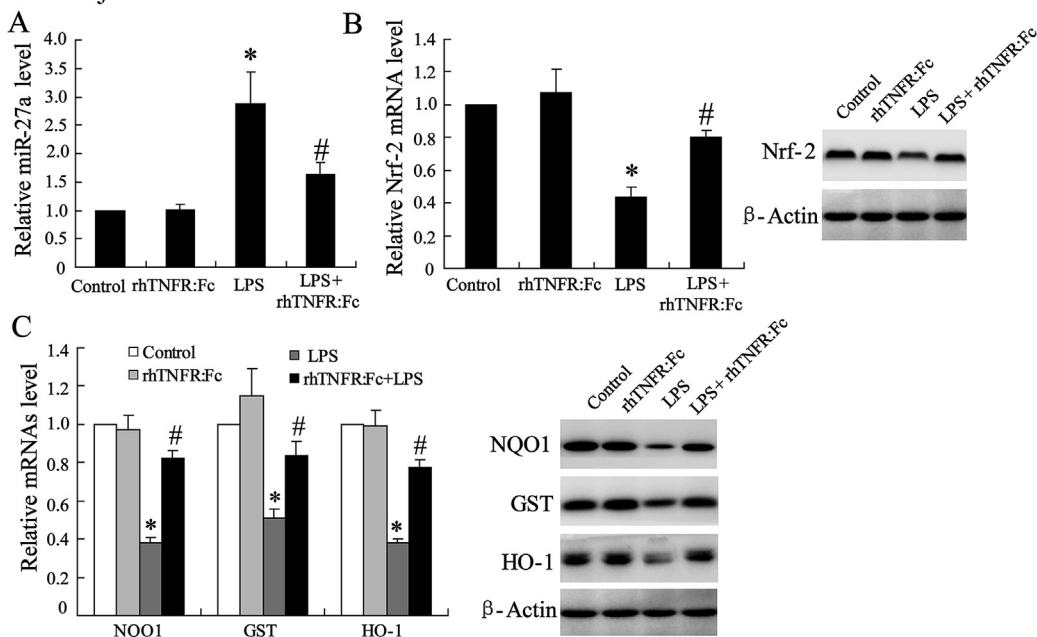 A
Relative miR-27a level
4.0
3.5
3.0
2.5
2.0
1.5
1.0
0.5
0
*
#
Control
rhTNFR:Fc
LPS
LPS+
rhTNFR:Fc
B
Relative Nrf-2 mRNA level
1.4
1.2
1.0
0.8
0.6
0.4
0.2
0
*
#
Control
rhTNFR:Fc
LPS
LPS+
rhTNFR:Fc
Control
rhTNFR:Fc
LPS
LPS+ rhTNFR:Fc
Nrf-2
β-Actin
C
Relative mRNAs level
1.4
1.2
1.0
0.8
0.6
0.4
0.2
0
Control
rhTNFR:Fc
LPS
rhTNFR:Fc+LPS
*
#
*
#
*
#
NOO1
GST
HO-1
Control
rhTNFR:Fc
LPS
LPS+ rhTNFR:Fc
NQO1
GST
HO-1
β-Actin